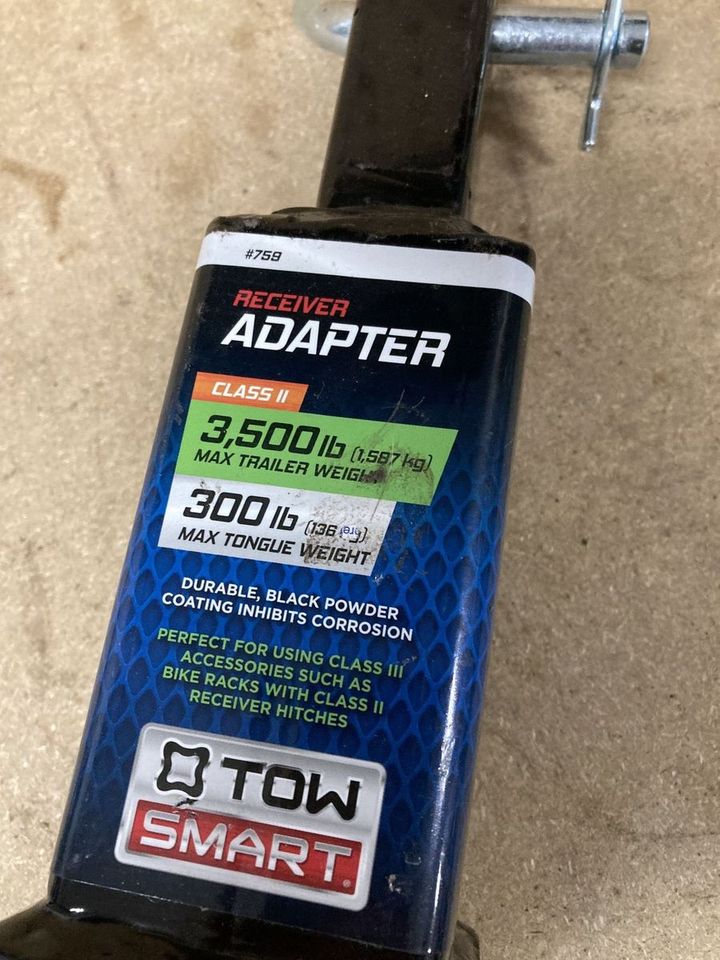 #759
RECEIVER
ADAPTER
CLASS II
3,500 lb (1,587 kg)
MAX TRAILER WEIGHT
300 lb (136
MAX TONGUE WEIGHT
DURABLE, BLACK POWDER
COATING INHIBITS CORROSION
PERFECT FOR USING CLASS III
ACCESSORIES SUCH AS
BIKE RACKS WITH CLASS II
RECEIVER HITCHES
TOW
SMART